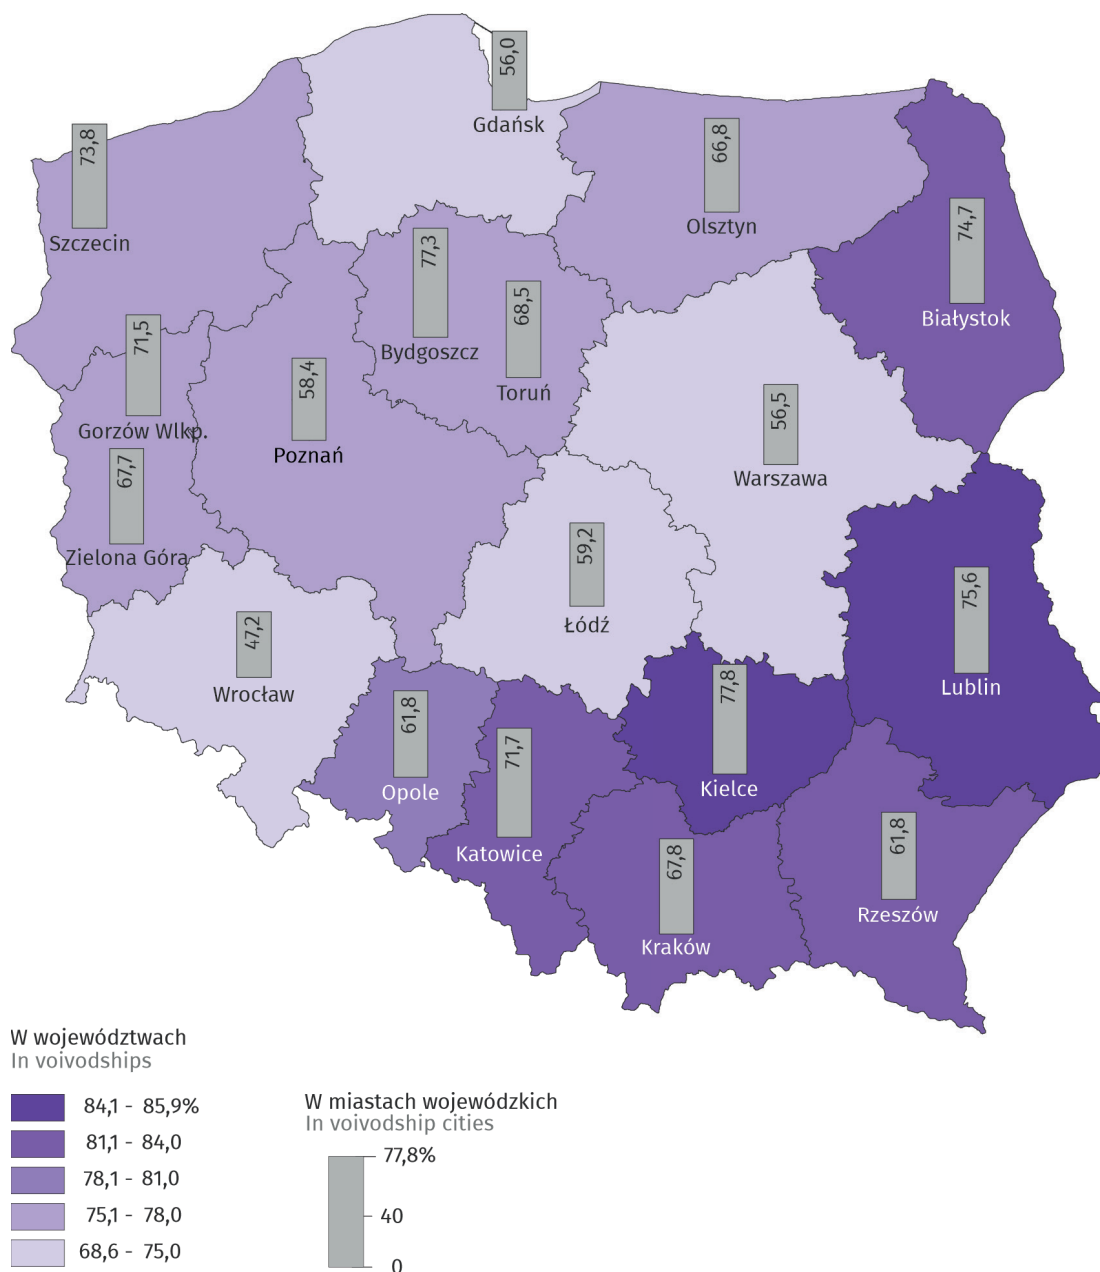 56,0
Gdańsk
73,8
Szczecin
66,8
Olsztyn
74,7
Białystok
77,3
Bydgoszcz
68,5
Toruń
71,5
Gorzów Wlkp.
58,4
Poznań
56,5
Warszawa
67,7
Zielona Góra
59,2
Łódź
75,6
Lublin
47,2
Wrocław
61,8
Opole
71,7
Katowice
77,8
Kielce
67,8
Kraków
61,8
Rzeszów
W województwach
In voivodships
84,1 - 85,9%
81,1 - 84,0
78,1 - 81,0
75,1 - 78,0
68,6 - 75,0
W miastach wojewódzkich
In voivodship cities
77,8%
40
0